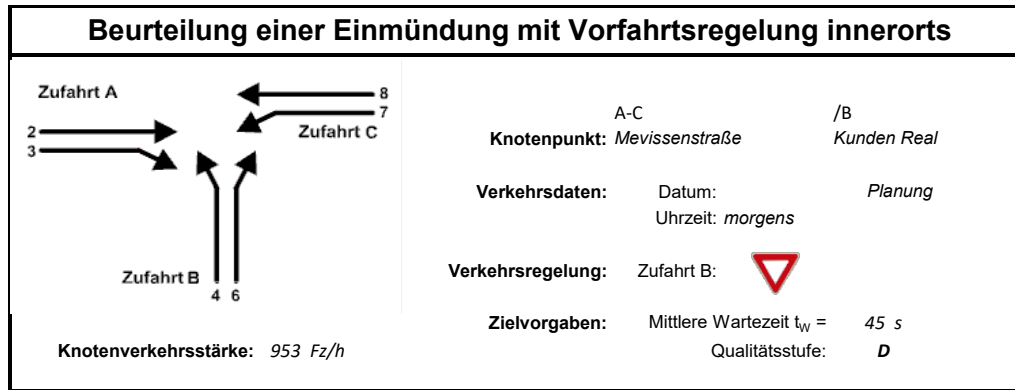 Beurteilung einer Einmündung mit Vorfahrtsregelung innerorts
Zufahrt A
8
7
Zufahrt C
2
3
Zufahrt B
4 6
Knotenverkehrsstärke: 953 Fz/h
A-C /B
Knotenpunkt: Mevissenstraße Kunden Real
Verkehrsdaten: Datum: Planung
Uhrzeit: morgens
Verkehrsregelung: Zufahrt B:
Zielvorgaben: Mittlere Wartezeit tW = 45 s
Qualitätsstufe: D